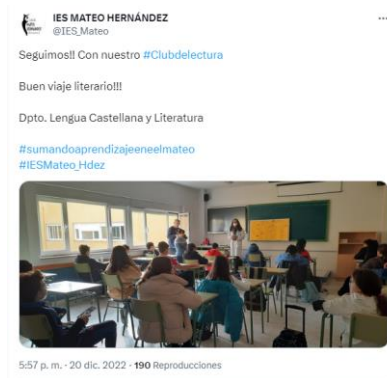 IES MATEO HERNÁNDEZ
@IES_Mateo
Seguimos!! Con nuestro #Clubdelectura
Buen viaje literario!!!
Dpto. Lengua Castellana y Literatura
#sumandoaprendizajeeneelmateo
#IESMateo_Hdez
5:57 p. m. · 20 dic. 2022 · 190 Reproducciones